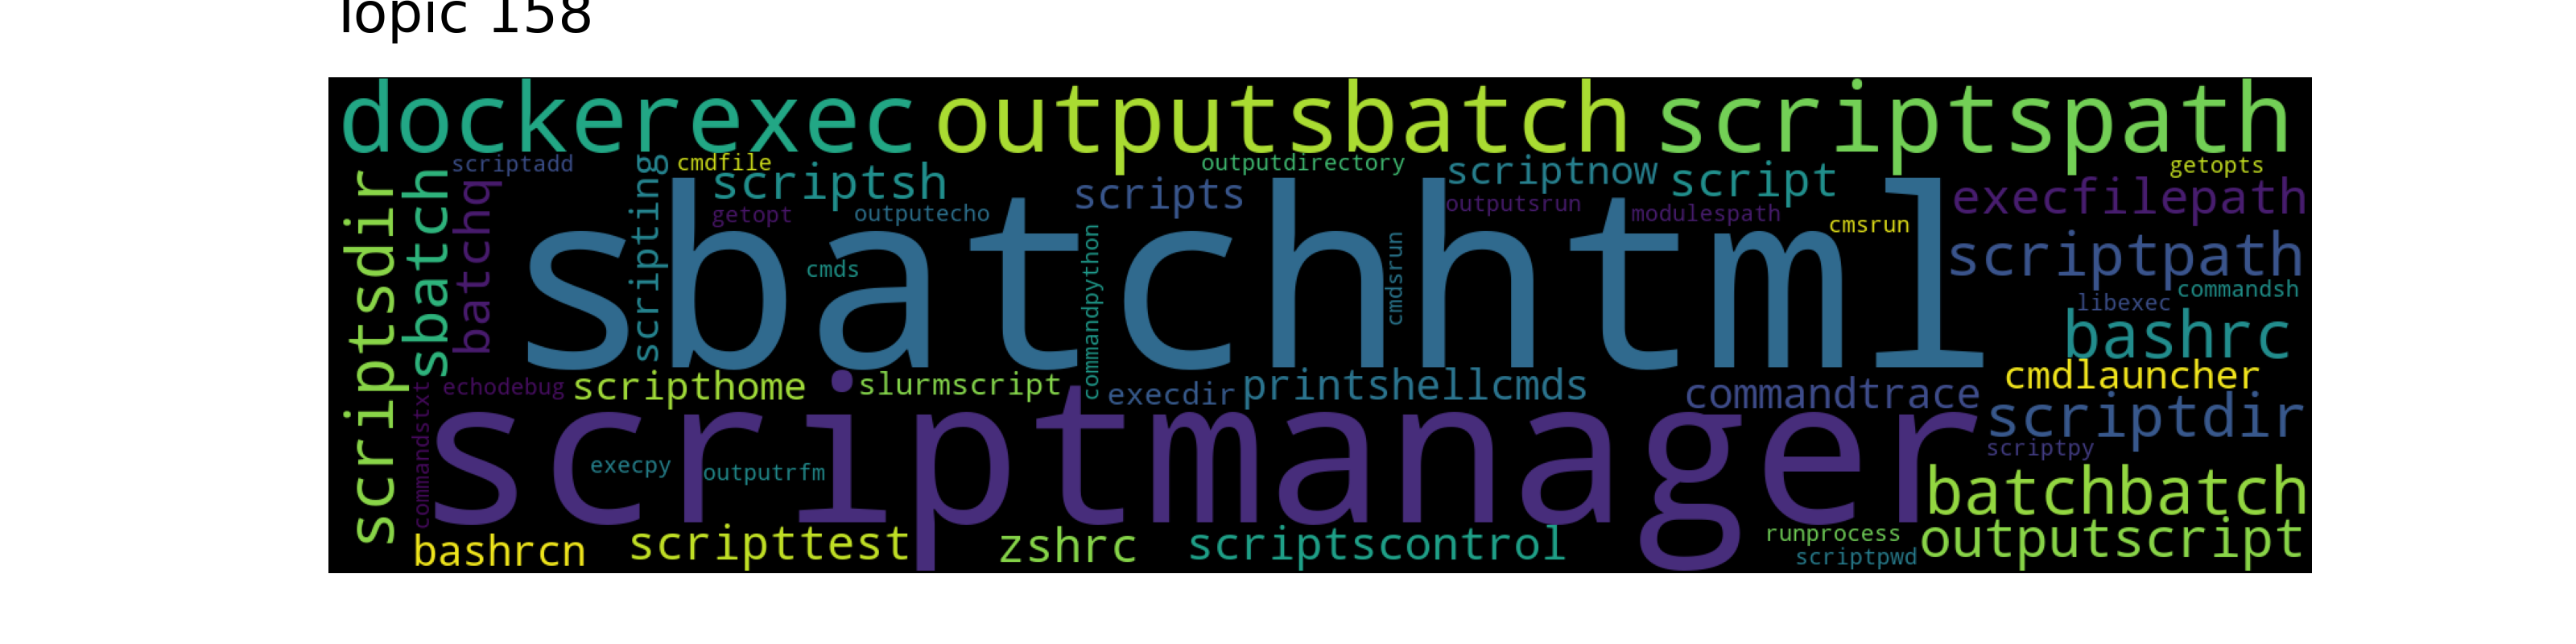 Topic 158
dockerexec outputsbatch scriptspath
scriptadd cmdfile outputdirectory getopts
scriptsh scripts scriptnow script execfilepath
getopt outputecho outputsrun modulespath cmsrun
scriptsdir sbatch batchq scripting
sbatchhtml
cmds commandpython cmdsrun
scriptpath
libexec commandsh
bashrc
echodebug scripthome slurmscript execdir printshellcmds commandtrace cmdlauncher
scriptmanager
scriptdir
commandstxt execpy outputrfm scriptpy
batchbatch
bashrcn scripttest zshrc scriptscontrol runprocess outputscript
scriptpwd